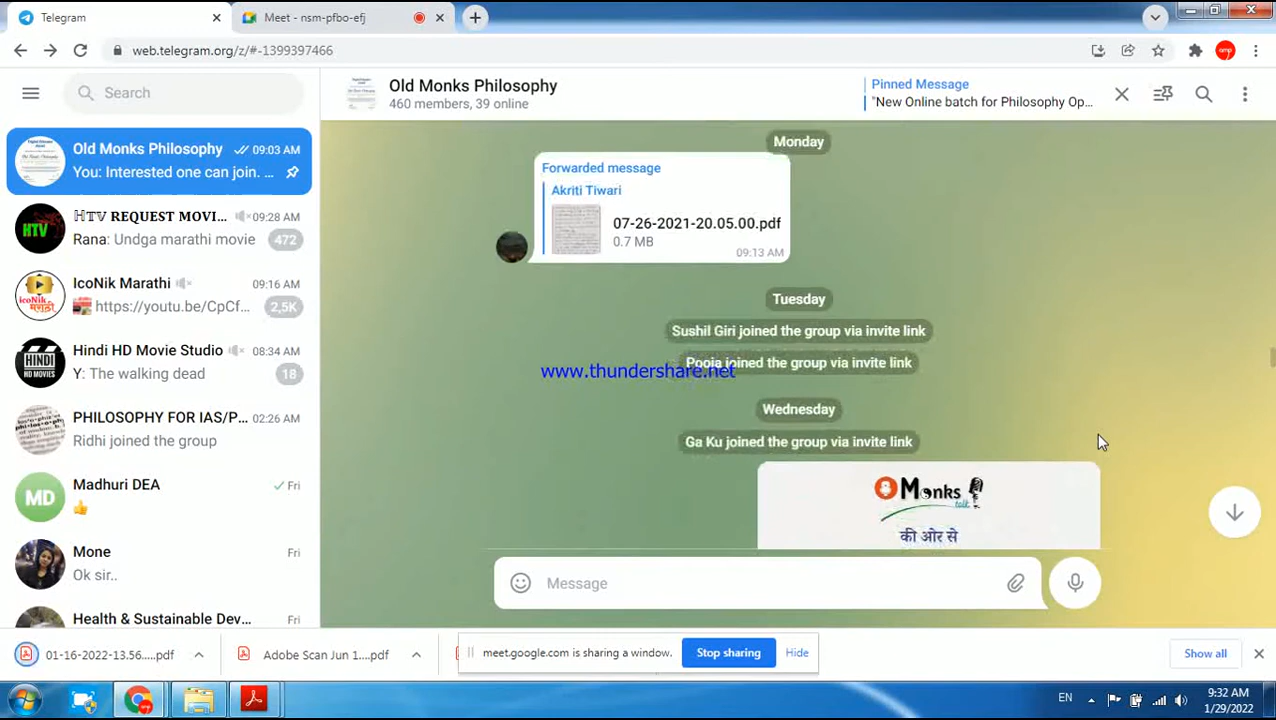 Telegram
Meet - nsm-pfbo-efj
web.telegram.org/z/#-1399397466
amp
Search
Old Monks Philosophy
460 members, 39 online
Pinned Message
"New Online batch for Philosophy Op...
Old Monks Philosophy 09:03 AM
You: Interested one can join. ...
HTV
ℍ𝕋𝕍 REQUEST MOVI... 09:28 AM
Rana: Undga marathi movie 472
IcoNik Marathi 09:16 AM
https://youtu.be/CpCf... 2,5K
HINDI
HD MOVIES
Hindi HD Movie Studio 08:34 AM
Y: The walking dead 18
PHILOSOPHY FOR IAS/P... 02:26 AM
Ridhi joined the group
MD
Madhuri DEA Fri
Mone Fri
Ok sir..
Health & Sustainable Dev...
Monday
Forwarded message
Akriti Tiwari
07-26-2021-20.05.00.pdf
0.7 MB
09:13 AM
Tuesday
Sushil Giri joined the group via invite link
Pooja joined the group via invite link
www.thundershare.net
Wednesday
Ga Ku joined the group via invite link
Monks
talk
की ओर से
Message
01-16-2022-13.56.....pdf
Adobe Scan Jun 1....pdf
meet.google.com is sharing a window.
Stop sharing
Hide
Show all
EN
9:32 AM
1/29/2022